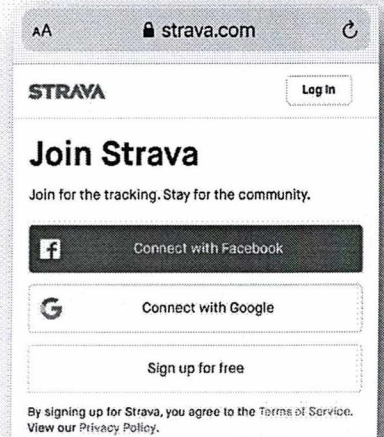 AA strava.com
STRAVA Log In
Join Strava
Join for the tracking. Stay for the community.
Connect with Facebook
Connect with Google
Sign up for free
By signing up for Strava, you agree to the Terms of Service.
View our Privacy Policy.